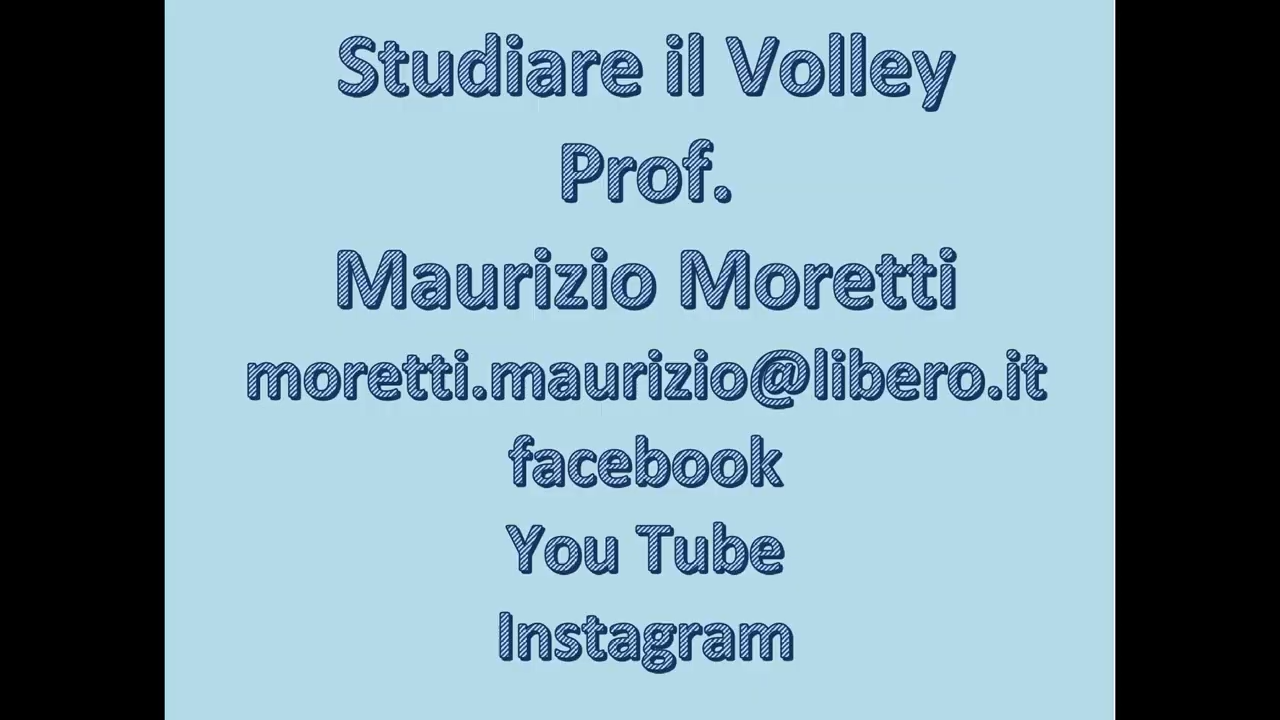 Studiare il Volley
Prof.
Maurizio Moretti
moretti.maurizio@libero.it
facebook
You Tube
Instagram